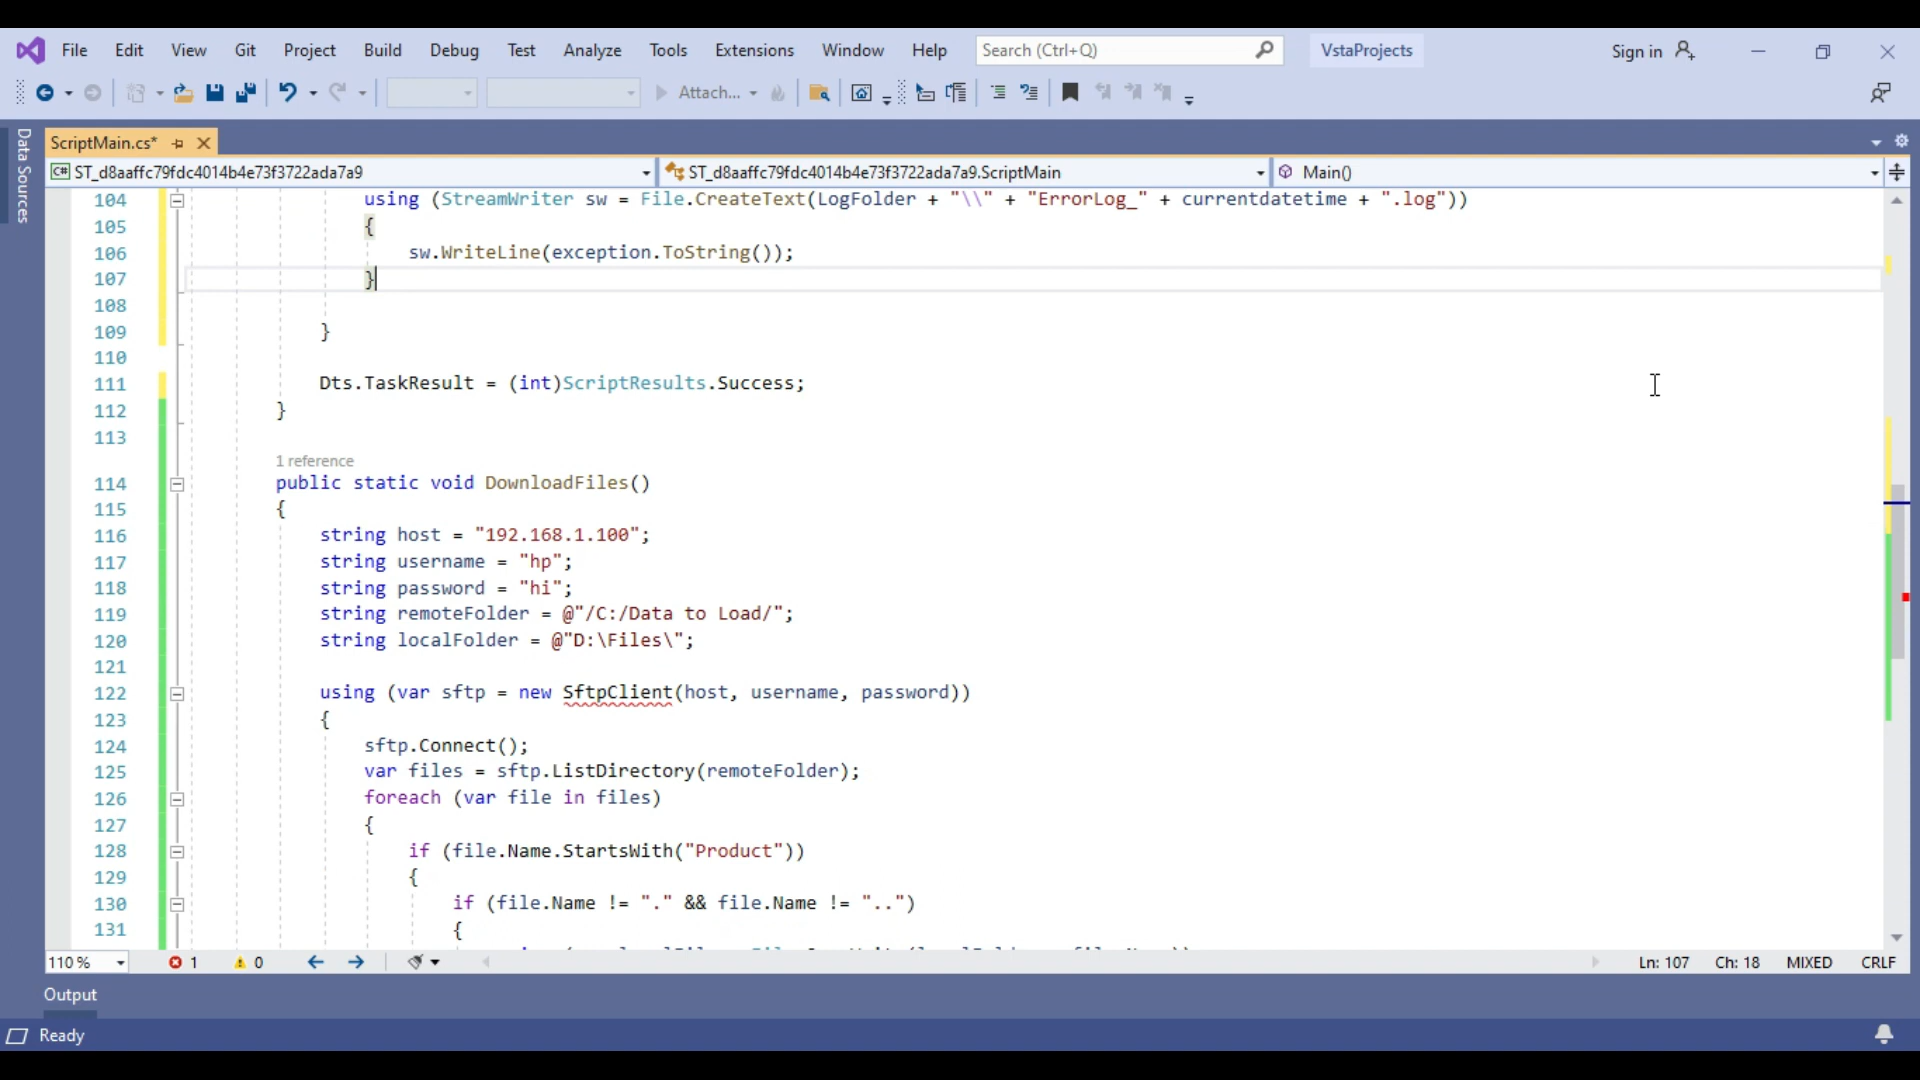 File Edit View Git Project Build Debug Test Analyze Tools Extensions Window Help Search (Ctrl+Q) VstaProjects Sign in
Attach...
Data Sources
ScriptMain.cs*
C# ST_d8aaffc79fdc4014b4e73f3722ada7a9 ST_d8aaffc79fdc4014b4e73f3722ada7a9.ScriptMain Main()
104 using (StreamWriter sw = File.CreateText(LogFolder + "\\" + "ErrorLog_" + currentdatetime + ".log"))
105 {
106 sw.WriteLine(exception.ToString());
107 }
108
109 }
110
111 Dts.TaskResult = (int)ScriptResults.Success;
112 }
113
1 reference
114 public static void DownloadFiles()
115 {
116 string host = "192.168.1.100";
117 string username = "hp";
118 string password = "hi";
119 string remoteFolder = @"/C:/Data to Load/";
120 string localFolder = @"D:\Files\";
121
122 using (var sftp = new SftpClient(host, username, password))
123 {
124 sftp.Connect();
125 var files = sftp.ListDirectory(remoteFolder);
126 foreach (var file in files)
127 {
128 if (file.Name.StartsWith("Product"))
129 {
130 if (file.Name != "." && file.Name != "..")
131 {
110 % 1 0 Ln: 107 Ch: 18 MIXED CRLF
Output
Ready